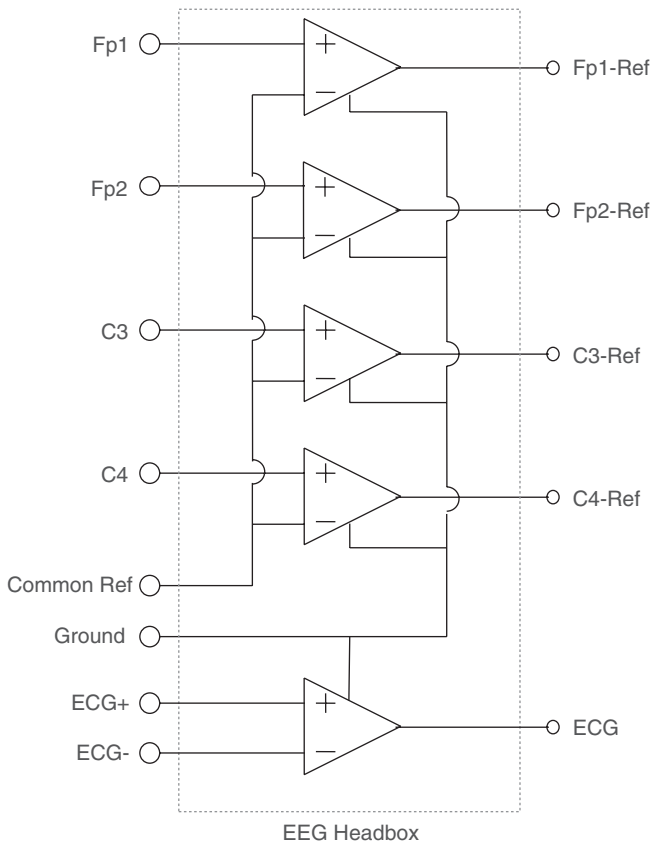 Fp1
+
−
Fp1-Ref
Fp2
+
−
Fp2-Ref
C3
+
−
C3-Ref
C4
+
−
C4-Ref
Common Ref
Ground
ECG+
+
ECG-
−
ECG
EEG Headbox